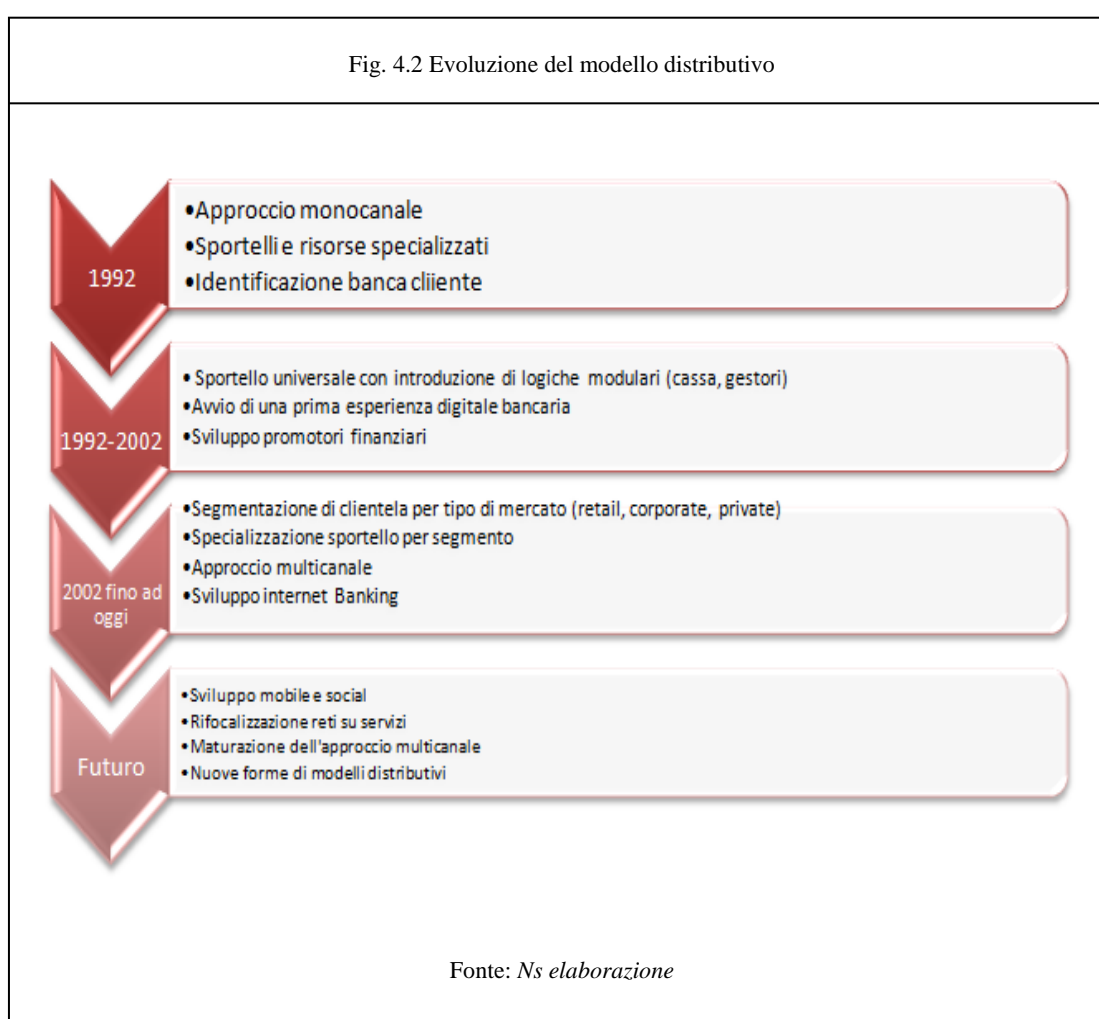 Fig. 4.2 Evoluzione del modello distributivo
1992
•Approccio monocanale
•Sportelli e risorse specializzati
•Identificazione banca cliiente
1992-2002
• Sportello universale con introduzione di logiche modulari (cassa, gestori)
•Avvio di una prima esperienza digitale bancaria
•Sviluppo promotori finanziari
2002 fino ad
oggi
•Segmentazione di clientela per tipo di mercato (retail, corporate, private)
•Specializzazione sportello per segmento
•Approccio multicanale
•Sviluppo internet Banking
Futuro
•Sviluppo mobile e social
•Rifocalizzazione reti su servizi
•Maturazione dell'approccio multicanale
•Nuove forme di modelli distributivi
Fonte: Ns elaborazione